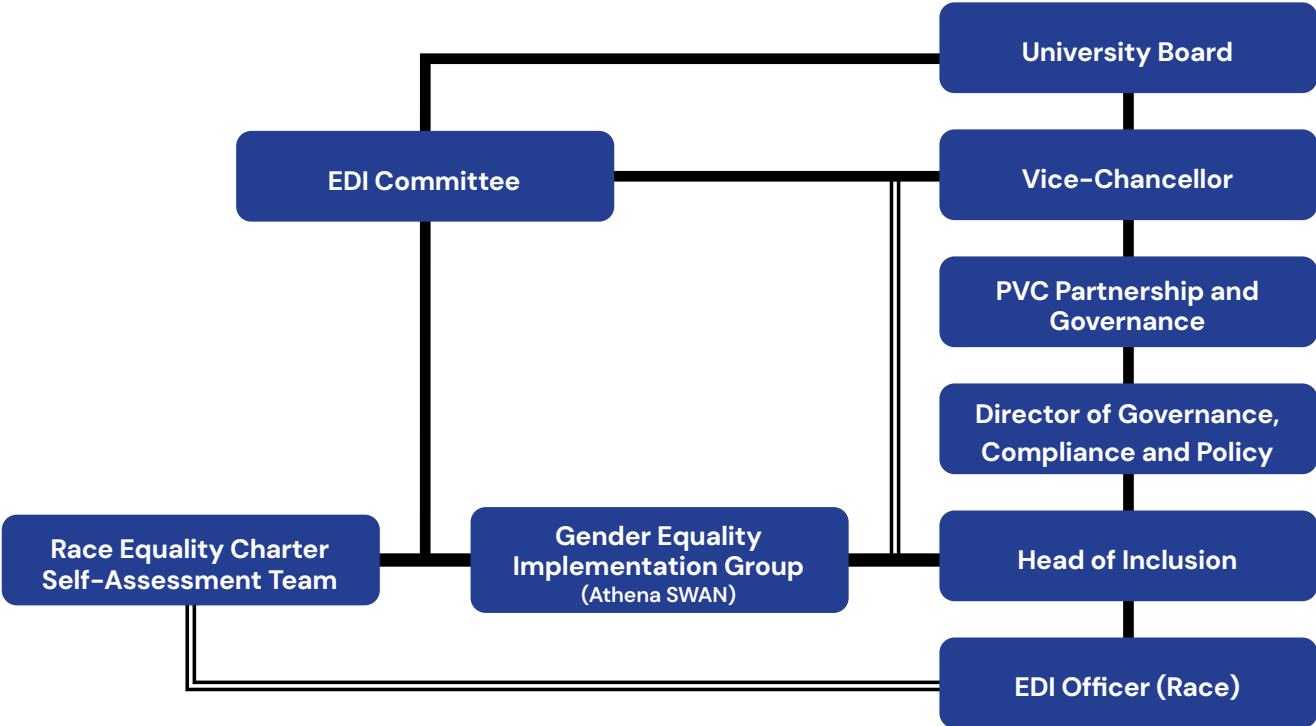 University Board
EDI Committee
Vice-Chancellor
PVC Partnership and
Governance
Director of Governance,
Compliance and Policy
Race Equality Charter
Self-Assessment Team
Gender Equality
Implementation Group
(Athena SWAN)
Head of Inclusion
EDI Officer (Race)